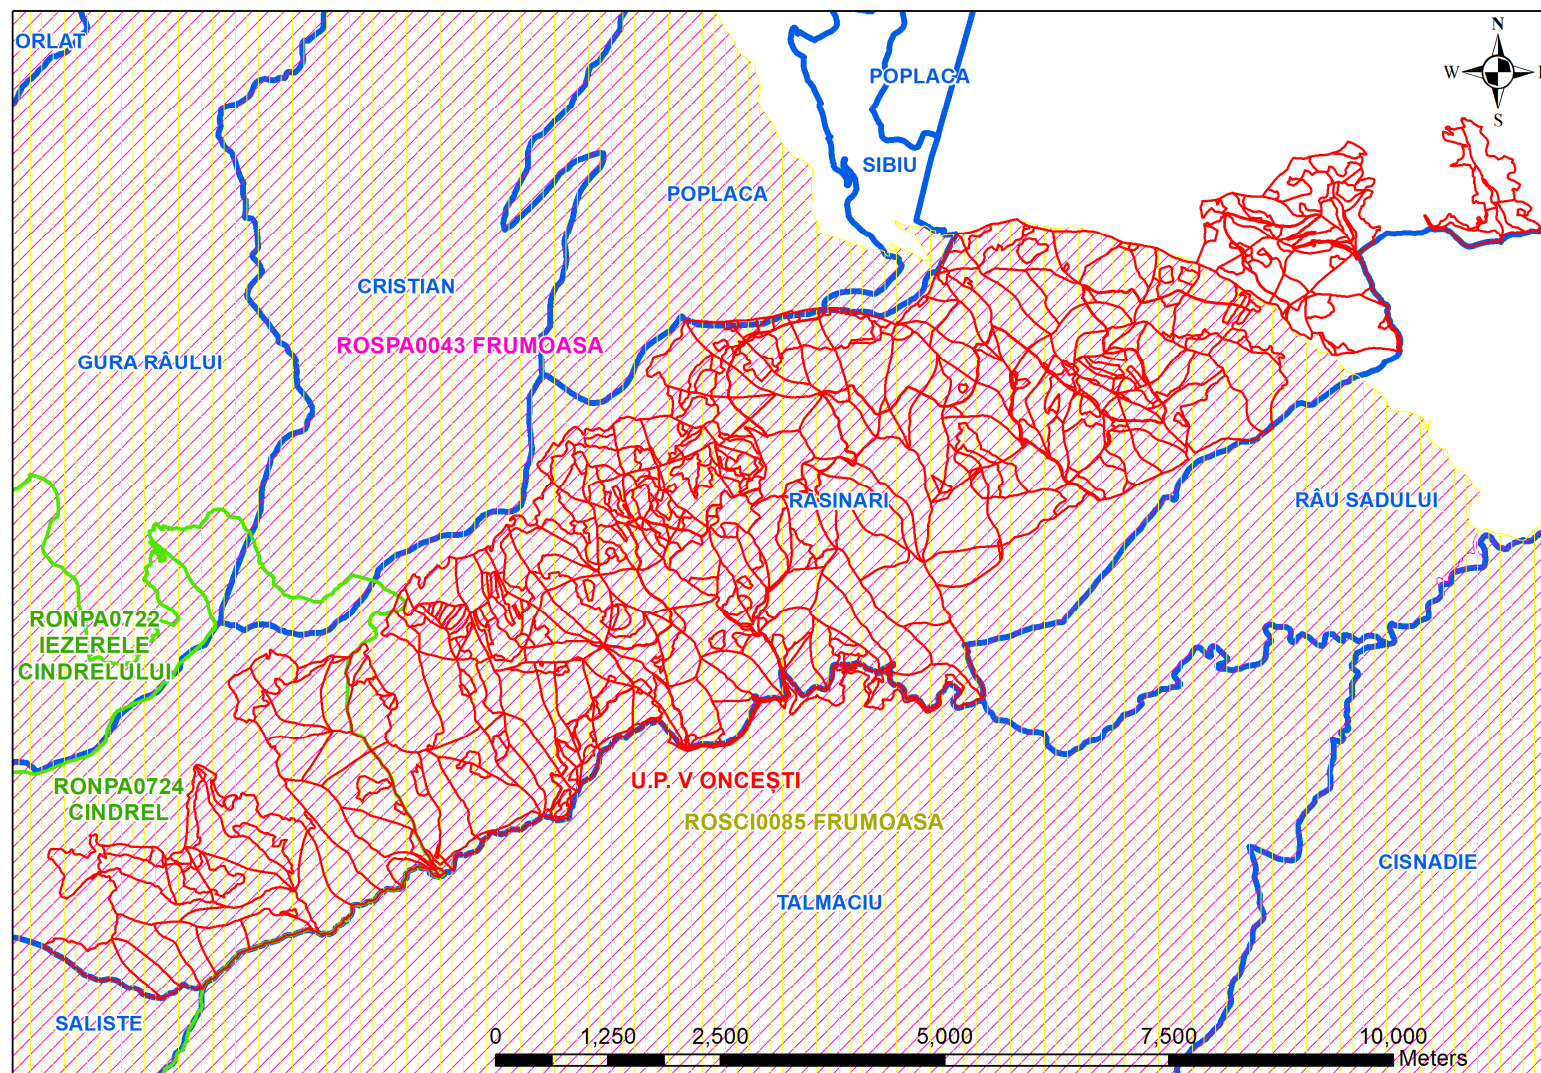 N
ORLAT
W
POPLACA
S
SIBIU
POPLACA
CRISTIAN
ROSPA0043 FRUMOASA
GURA RÂULUI
RASINARI
RÂU SADULUI
RONPA0722
IEZERELE
CINDRELULUI
U.P. V ONCEȘTI
RONPA0724
CINDREL
ROSCI0085 FRUMOASA
CISNADIE
TALMACIU
SALISTE
0 1,250 2,500 5,000 7,500 10,000
Meters